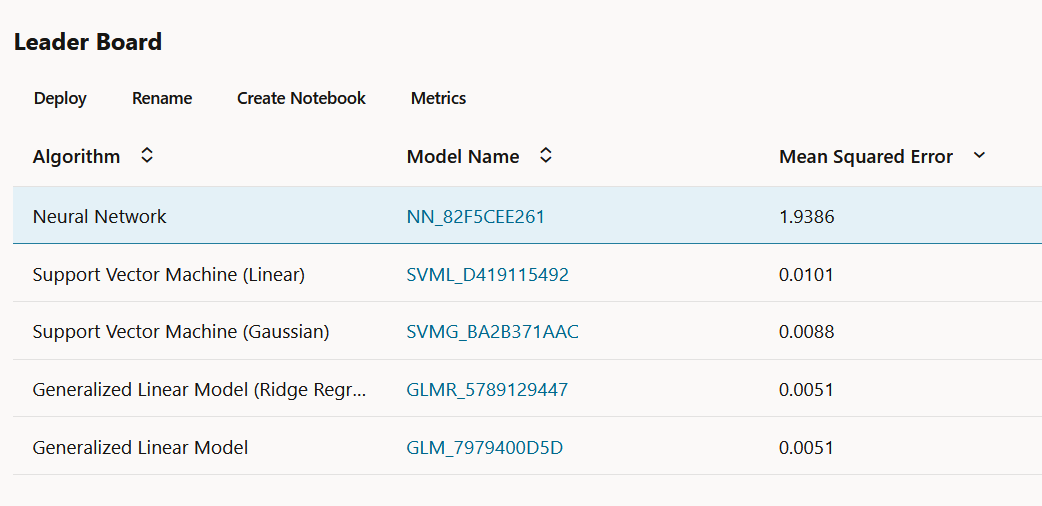 Leader Board
Deploy Rename Create Notebook Metrics
Algorithm Model Name Mean Squared Error
Neural Network NN_82F5CEE261 1.9386
Support Vector Machine (Linear) SVML_D419115492 0.0101
Support Vector Machine (Gaussian) SVMG_BA2B371AAC 0.0088
Generalized Linear Model (Ridge Regr... GLMR_5789129447 0.0051
Generalized Linear Model GLM_7979400D5D 0.0051